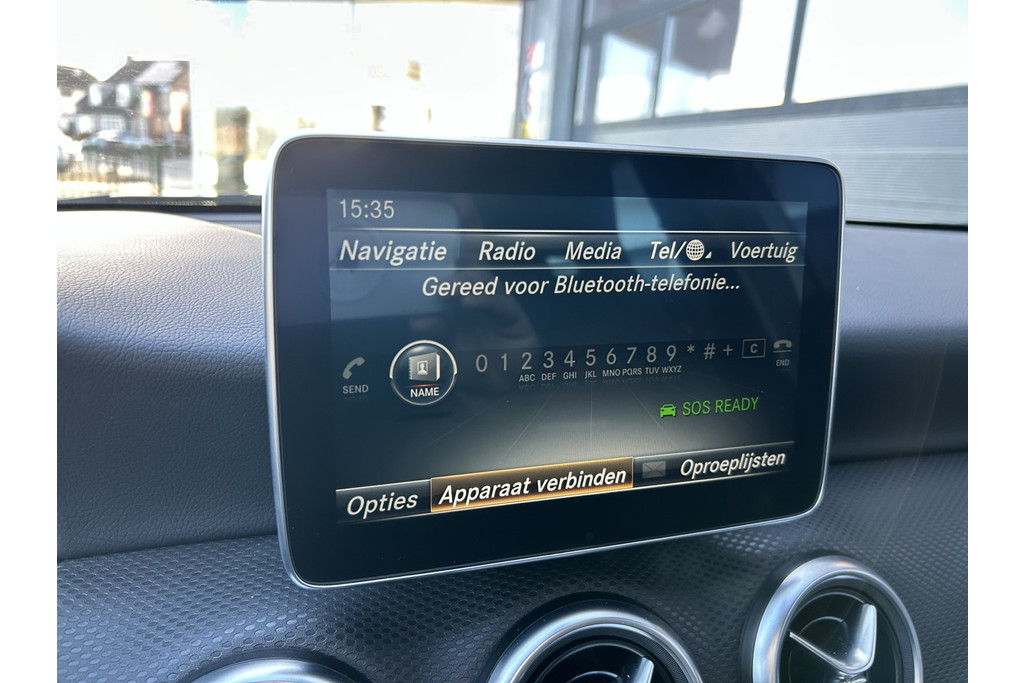 15:35
Navigatie Radio Media Tel/ Voertuig
Gereed voor Bluetooth-telefonie...
SEND NAME 0 1 2 3 4 5 6 7 8 9 * # + C END
ABC DEF GHI JKL MNO PQRS TUV WXYZ
SOS READY
Opties Apparaat verbinden Oproeplijsten